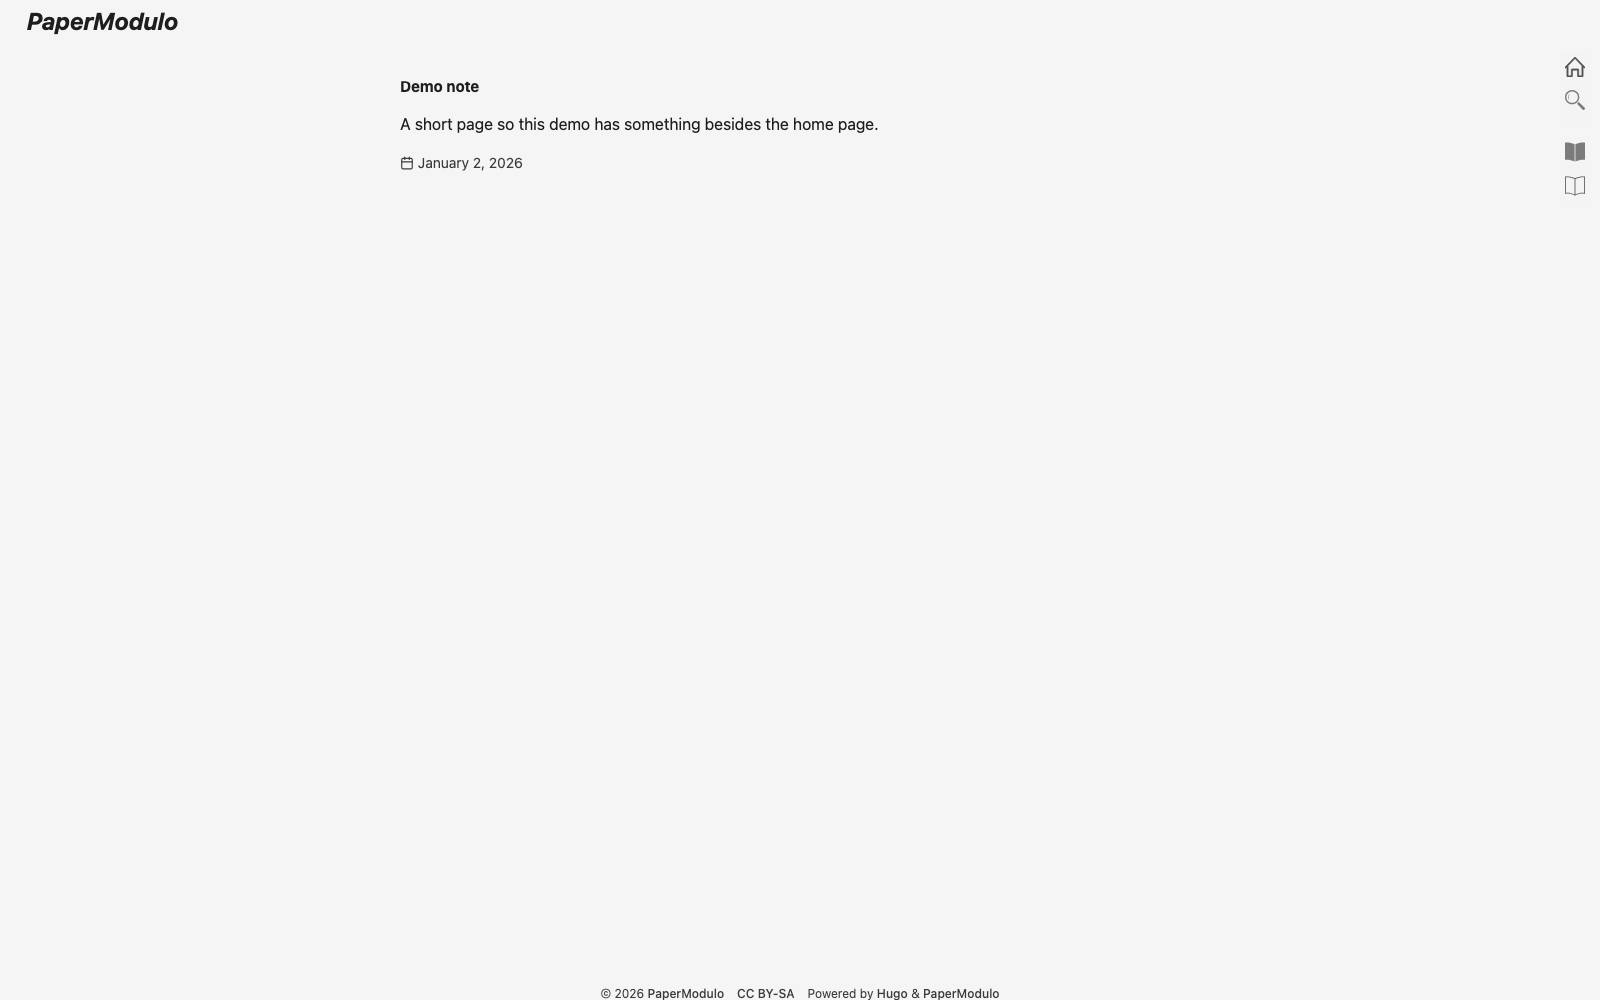 PaperModulo
Demo note
A short page so this demo has something besides the home page.
January 2, 2026
© 2026 PaperModulo CC BY-SA Powered by Hugo & PaperModulo